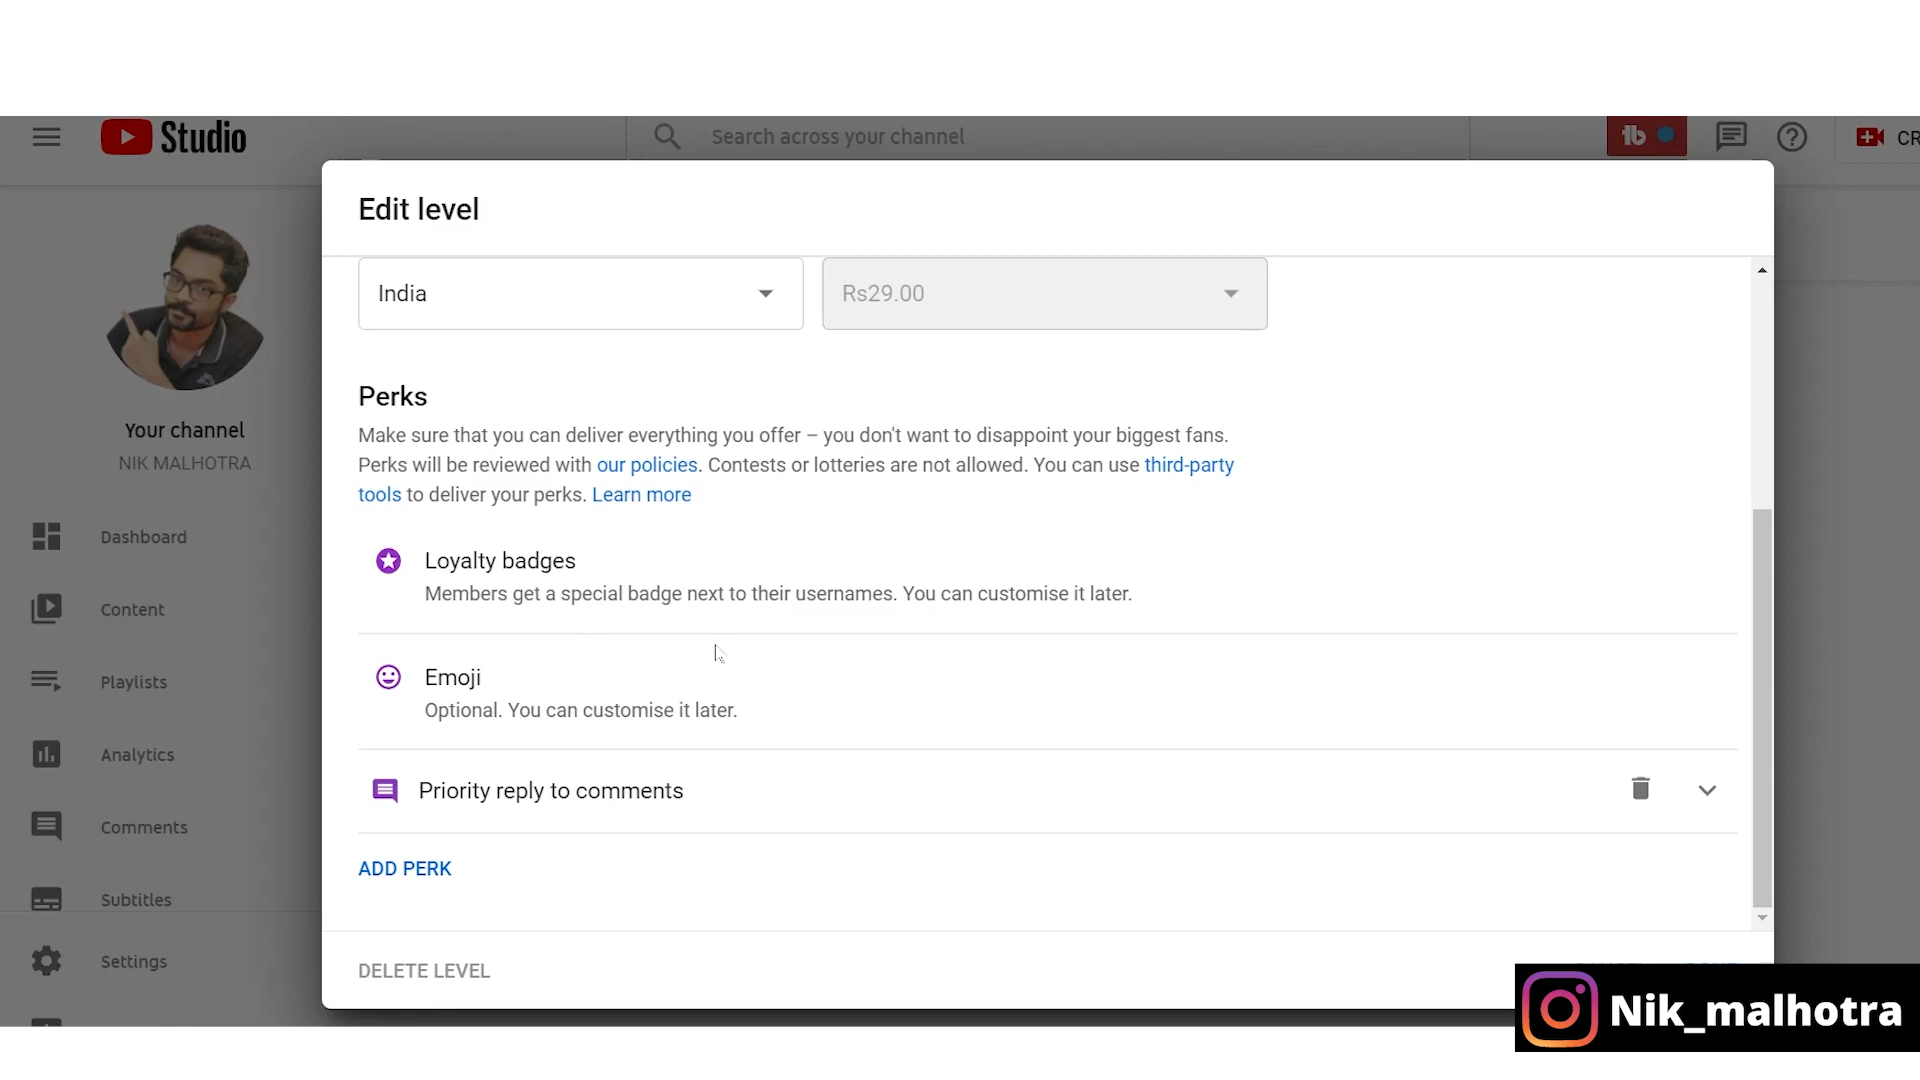 Studio
Search across your channel
CR
Edit level
India
Rs29.00
Perks
Make sure that you can deliver everything you offer – you don't want to disappoint your biggest fans.
Perks will be reviewed with our policies. Contests or lotteries are not allowed. You can use third-party
tools to deliver your perks. Learn more
Loyalty badges
Members get a special badge next to their usernames. You can customise it later.
Emoji
Optional. You can customise it later.
Priority reply to comments
ADD PERK
DELETE LEVEL
Your channel
NIK MALHOTRA
Dashboard
Content
Playlists
Analytics
Comments
Subtitles
Settings
Nik_malhotra